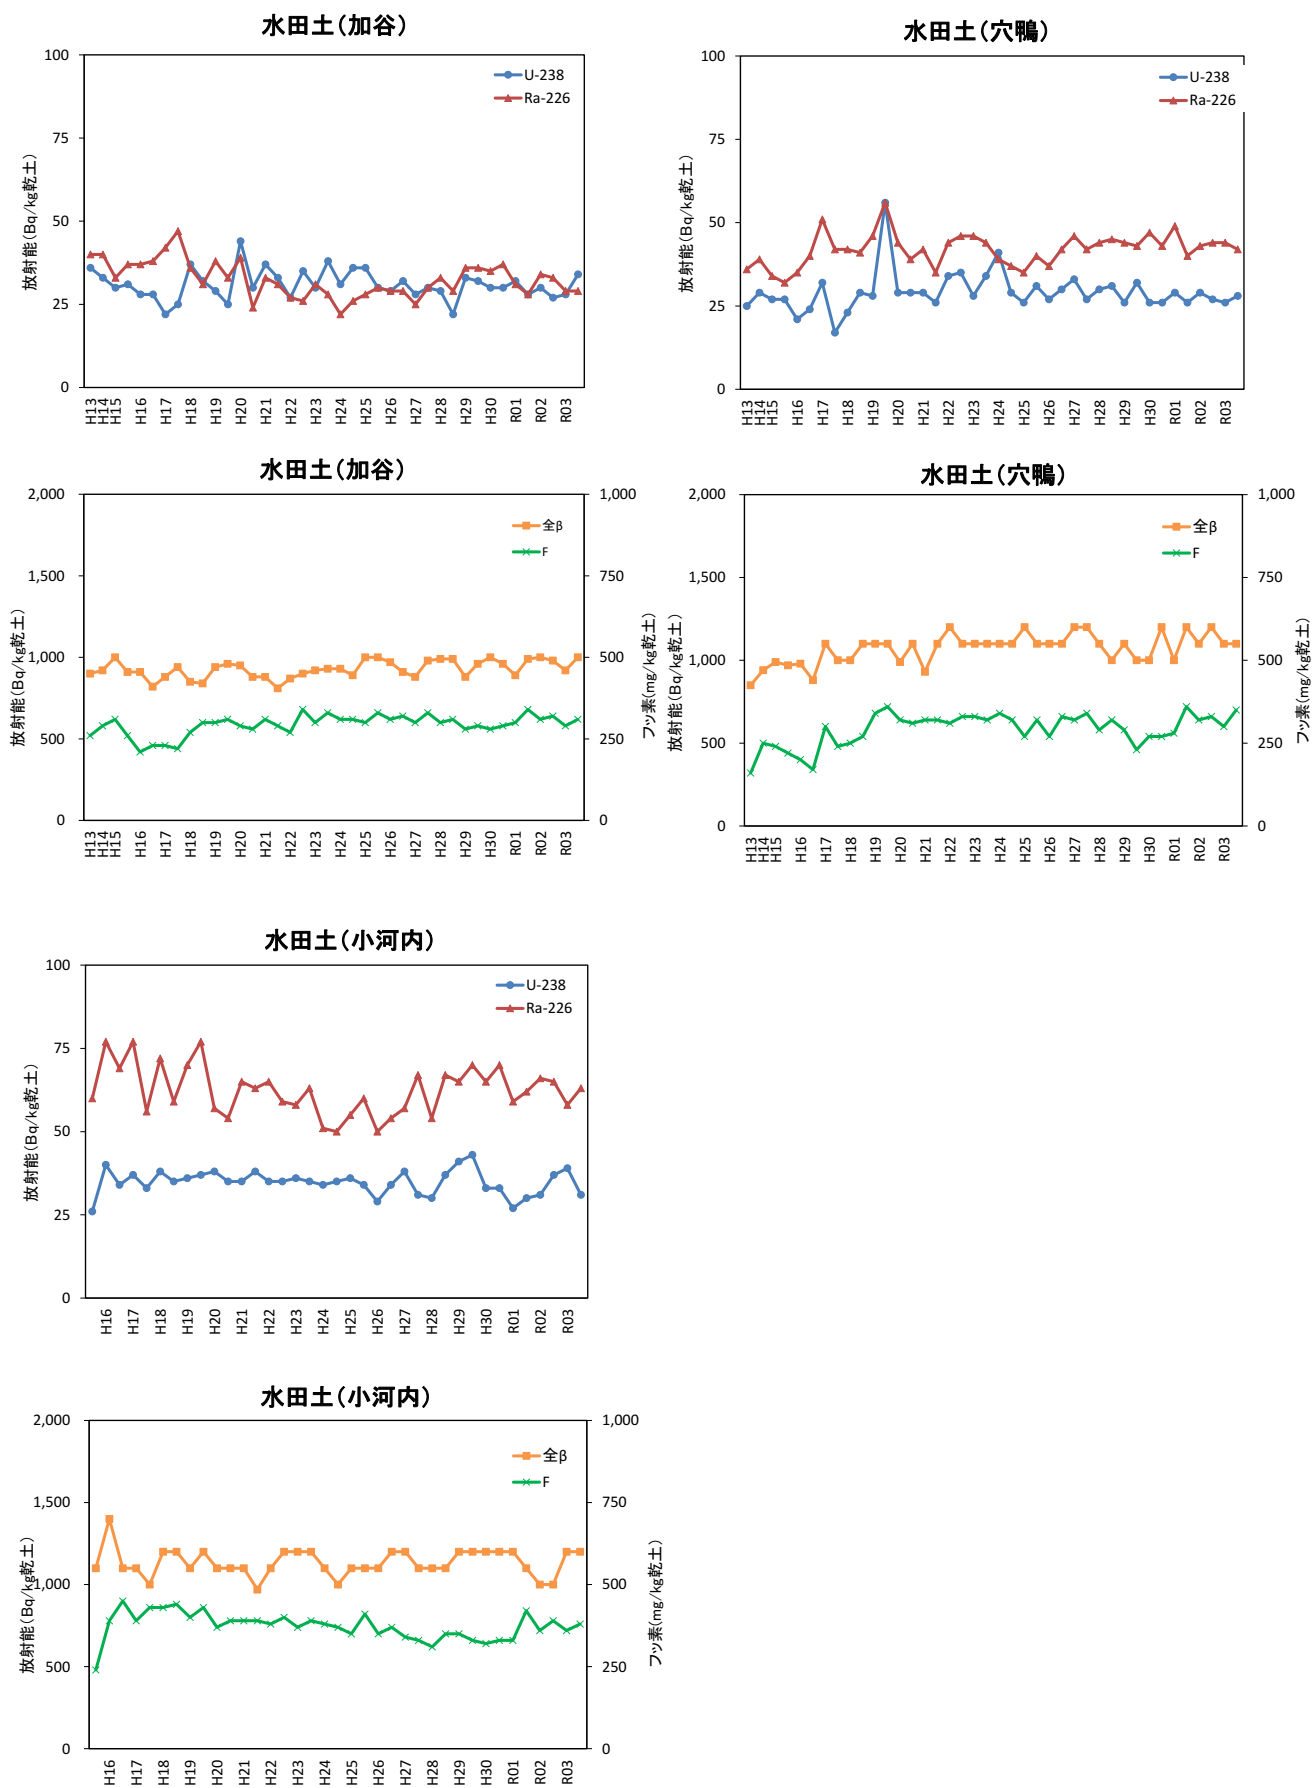 水田土(加谷)
100
75
50
25
0
放射能(Bq/kg乾土)
U-238
Ra-226
H13
H14
H15
H16
H17
H18
H19
H20
H21
H22
H23
H24
H25
H26
H27
H28
H29
H30
R01
R02
R03
水田土(穴鴨)
100
75
50
25
0
放射能(Bq/kg乾土)
U-238
Ra-226
H13
H14
H15
H16
H17
H18
H19
H20
H21
H22
H23
H24
H25
H26
H27
H28
H29
H30
R01
R02
R03
水田土(加谷)
2,000
1,500
1,000
500
0
放射能(Bq/kg乾土)
全β
F
1,000
750
500
250
0
フッ素(mg/kg乾土)
H13
H14
H15
H16
H17
H18
H19
H20
H21
H22
H23
H24
H25
H26
H27
H28
H29
H30
R01
R02
R03
水田土(穴鴨)
2,000
1,500
1,000
500
0
放射能(Bq/kg乾土)
全β
F
1,000
750
500
250
0
フッ素(mg/kg乾土)
H13
H14
H15
H16
H17
H18
H19
H20
H21
H22
H23
H24
H25
H26
H27
H28
H29
H30
R01
R02
R03
水田土(小河内)
100
75
50
25
0
放射能(Bq/kg乾土)
U-238
Ra-226
H16
H17
H18
H19
H20
H21
H22
H23
H24
H25
H26
H27
H28
H29
H30
R01
R02
R03
水田土(小河内)
2,000
1,500
1,000
500
0
放射能(Bq/kg乾土)
全β
F
1,000
750
500
250
0
フッ素(mg/kg乾土)
H16
H17
H18
H19
H20
H21
H22
H23
H24
H25
H26
H27
H28
H29
H30
R01
R02
R03